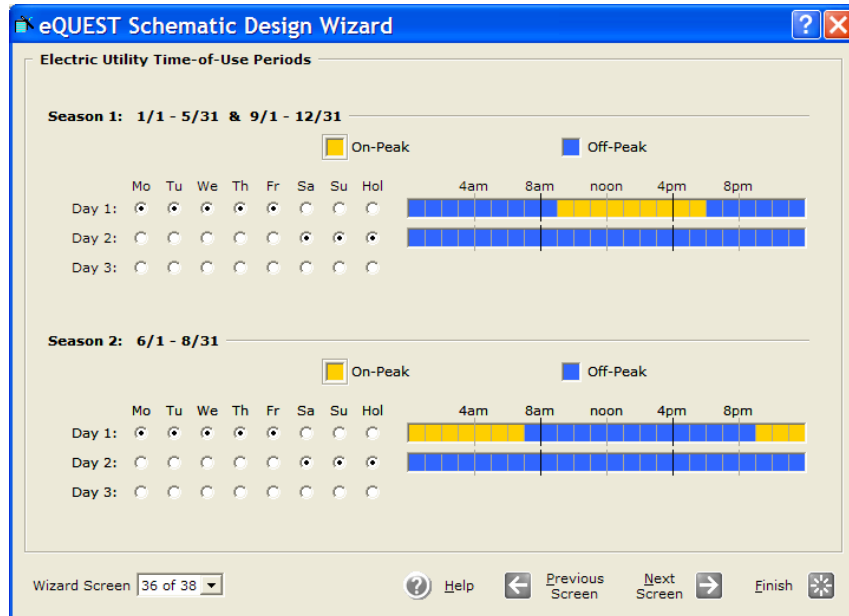 eQUEST Schematic Design Wizard
Electric Utility Time-of-Use Periods
Season 1: 1/1 - 5/31 & 9/1 - 12/31
On-Peak Off-Peak
Mo Tu We Th Fr Sa Su Hol 4am 8am noon 4pm 8pm
Day 1:
Day 2:
Day 3:
Season 2: 6/1 - 8/31
On-Peak Off-Peak
Mo Tu We Th Fr Sa Su Hol 4am 8am noon 4pm 8pm
Day 1:
Day 2:
Day 3:
Wizard Screen 36 of 38 ? Help Previous Screen Next Screen Finish